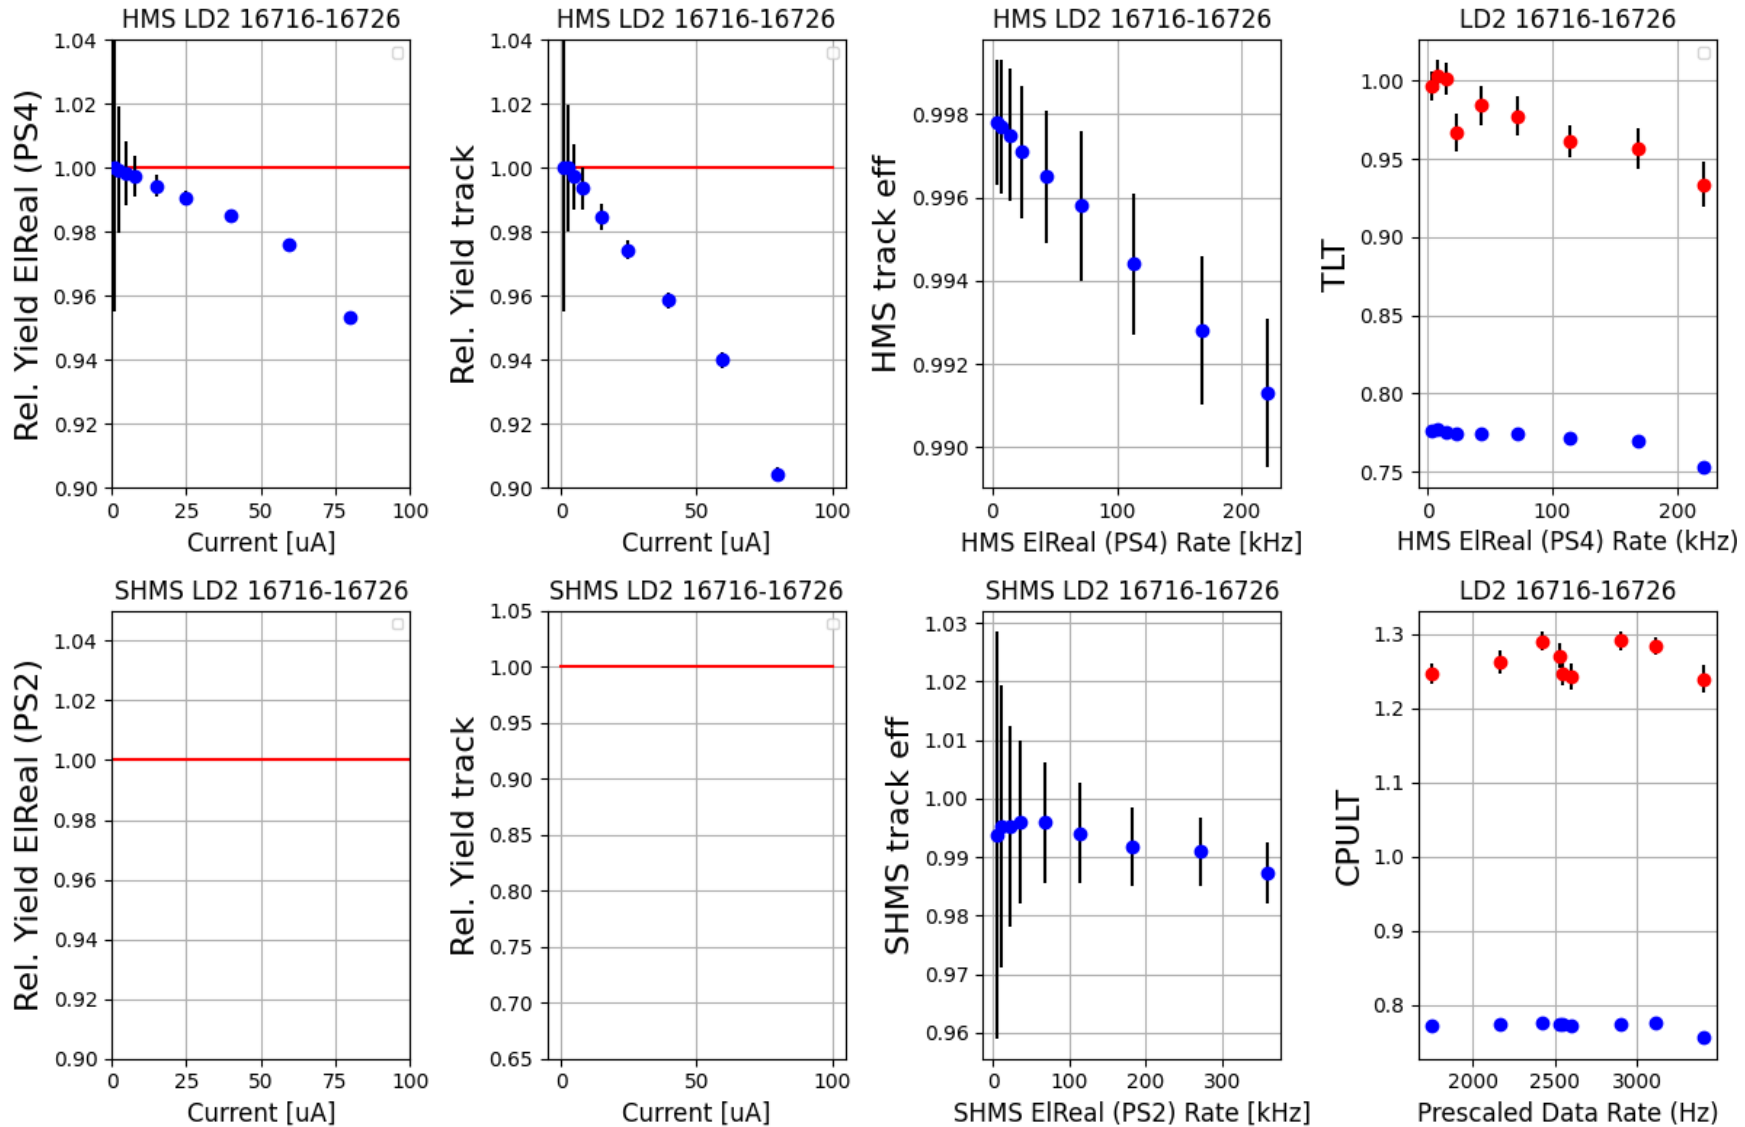 HMS LD2 16716-16726
Rel. Yield ElReal (PS4)
1.04
1.02
1.00
0.98
0.96
0.94
0.92
0.90
0 25 50 75 100
Current [uA]
HMS LD2 16716-16726
Rel. Yield track
1.04
1.02
1.00
0.98
0.96
0.94
0.92
0.90
0 50 100
Current [uA]
HMS LD2 16716-16726
HMS track eff
0.998
0.996
0.994
0.992
0.990
0 100 200
HMS ElReal (PS4) Rate [kHz]
LD2 16716-16726
TLT
1.00
0.95
0.90
0.85
0.80
0.75
0 100 200
HMS ElReal (PS4) Rate (kHz)
SHMS LD2 16716-16726
Rel. Yield ElReal (PS2)
1.04
1.02
1.00
0.98
0.96
0.94
0.92
0.90
0 25 50 75 100
Current [uA]
SHMS LD2 16716-16726
Rel. Yield track
1.05
1.00
0.95
0.90
0.85
0.80
0.75
0.70
0.65
0 50 100
Current [uA]
SHMS LD2 16716-16726
SHMS track eff
1.03
1.02
1.01
1.00
0.99
0.98
0.97
0.96
0 100 200 300
SHMS ElReal (PS2) Rate [kHz]
LD2 16716-16726
CPULT
1.3
1.2
1.1
1.0
0.9
0.8
2000 2500 3000
Prescaled Data Rate (Hz)